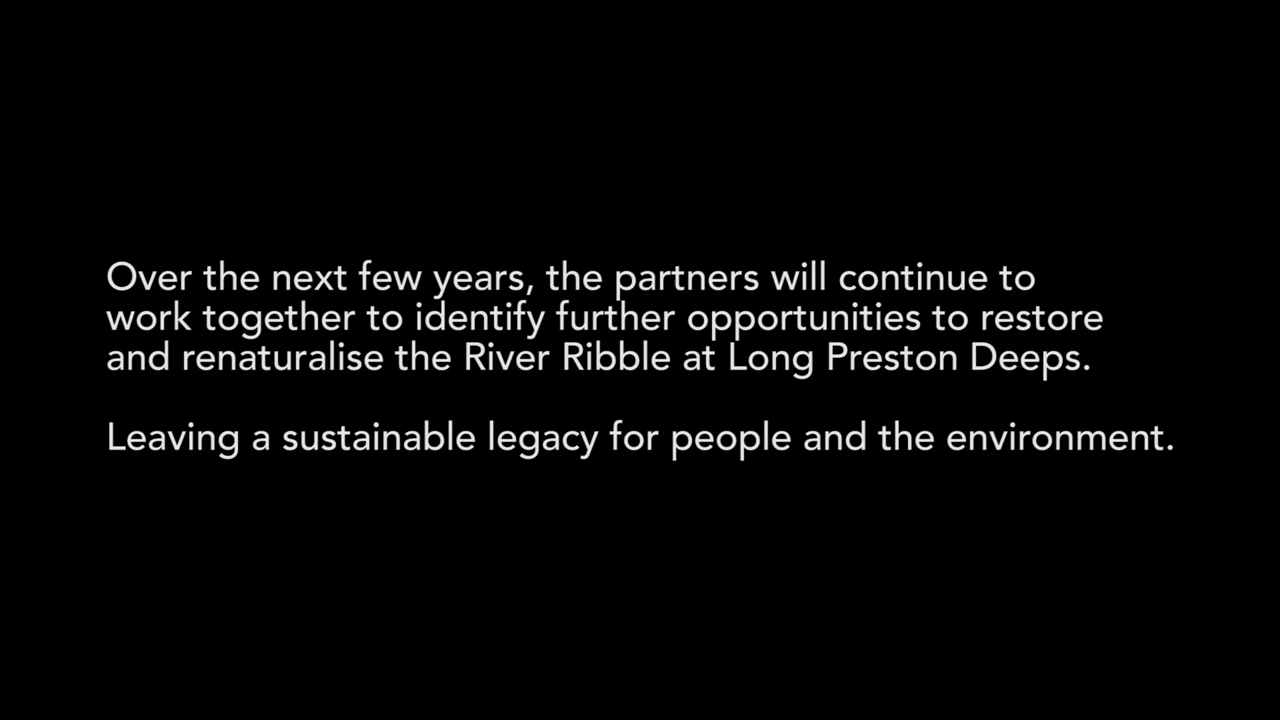 Over the next few years, the partners will continue to
work together to identify further opportunities to restore
and renaturalise the River Ribble at Long Preston Deeps.
Leaving a sustainable legacy for people and the environment.